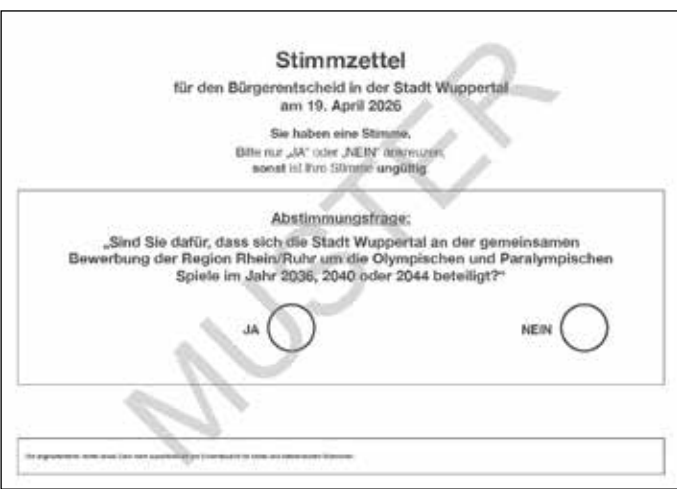 Stimmzettel
für den Bürgerentscheid in der Stadt Wuppertal
am 19. April 2026
Sie haben eine Stimme.
Bitte nur „JA“ oder „NEIN“ ankreuzen,
sonst ist Ihre Stimme ungültig
Abstimmungsfrage:
„Sind Sie dafür, dass sich die Stadt Wuppertal an der gemeinsamen
Bewerbung der Region Rhein/Ruhr um die Olympischen und Paralympischen
Spiele im Jahr 2036, 2040 oder 2044 beteiligt?“
JA NEIN
MUSTER